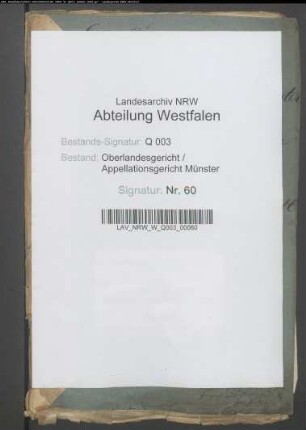 Landesarchiv NRW
Abteilung Westfalen
Bestands-Signatur: Q 003
Bestand: Oberlandesgericht /
Appellationsgericht Münster
Signatur: Nr. 60
LAV_NRW_W_Q003_00060